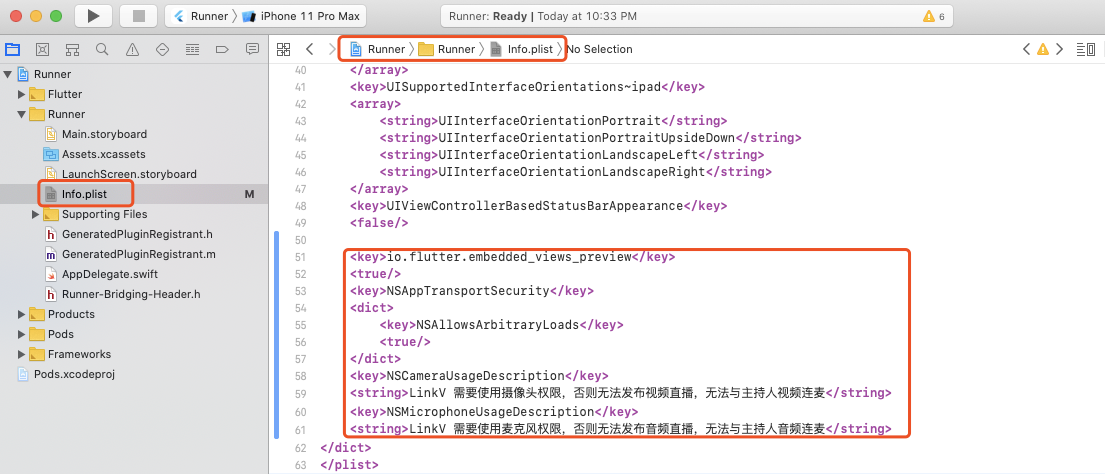 Runner
iPhone 11 Pro Max
Runner: Ready | Today at 10:33 PM
6
Runner
Runner
Info.plist
No Selection
Runner
Flutter
Runner
Main.storyboard
Assets.xcassets
LaunchScreen.storyboard
Info.plist
M
Supporting Files
GeneratedPluginRegistrant.h
GeneratedPluginRegistrant.m
AppDelegate.swift
Runner-Bridging-Header.h
Products
Pods
Frameworks
Pods.xcodeproj
40 </array>
41 <key>UISupportedInterfaceOrientations~ipad</key>
42 <array>
43 <string>UIInterfaceOrientationPortrait</string>
44 <string>UIInterfaceOrientationPortraitUpsideDown</string>
45 <string>UIInterfaceOrientationLandscapeLeft</string>
46 <string>UIInterfaceOrientationLandscapeRight</string>
47 </array>
48 <key>UIViewControllerBasedStatusBarAppearance</key>
49 <false/>
50
51 <key>io.flutter.embedded_views_preview</key>
52 <true/>
53 <key>NSAppTransportSecurity</key>
54 <dict>
55 <key>NSAllowsArbitraryLoads</key>
56 <true/>
57 </dict>
58 <key>NSCameraUsageDescription</key>
59 <string>LinkV 需要使用摄像头权限，否则无法发布视频直播，无法与主持人视频连麦</string>
60 <key>NSMicrophoneUsageDescription</key>
61 <string>LinkV 需要使用麦克风权限，否则无法发布音频直播，无法与主持人音频连麦</string>
62 </dict>
63 </plist>